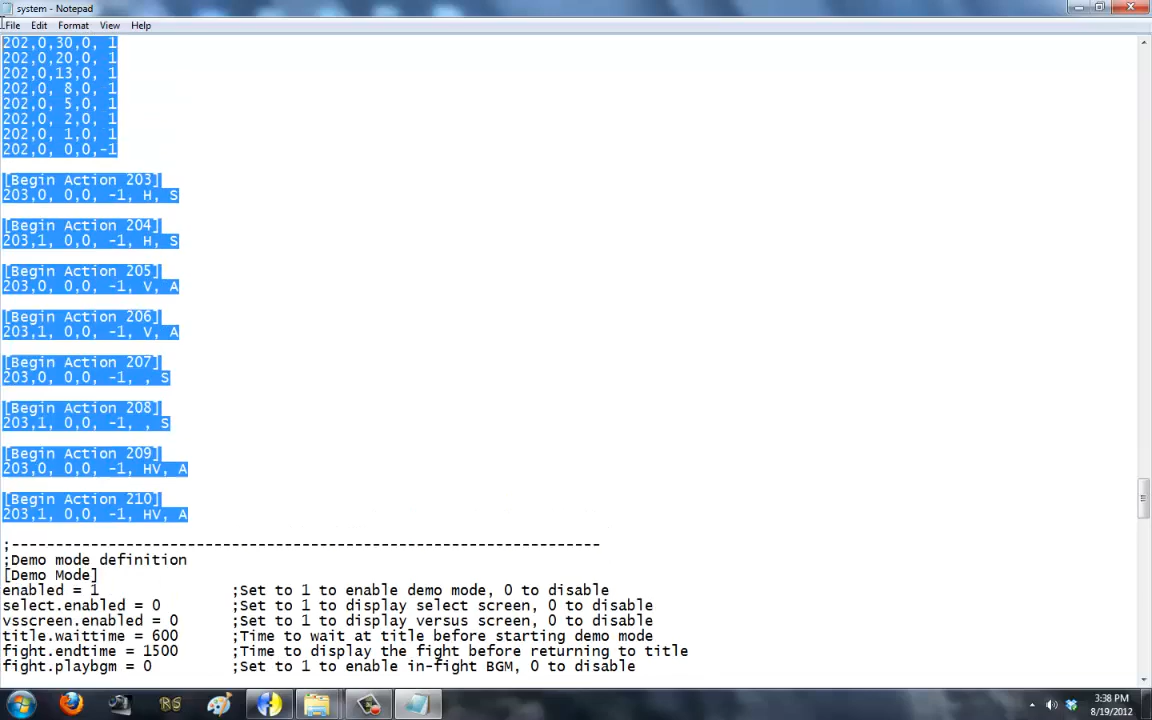 system - Notepad
File Edit Format View Help
202,0,30,0, 1
202,0,20,0, 1
202,0,13,0, 1
202,0, 8,0, 1
202,0, 5,0, 1
202,0, 2,0, 1
202,0, 1,0, 1
202,0, 0,0,-1
[Begin Action 203]
203,0, 0,0, -1, H, S
[Begin Action 204]
203,1, 0,0, -1, H, S
[Begin Action 205]
203,0, 0,0, -1, V, A
[Begin Action 206]
203,1, 0,0, -1, V, A
[Begin Action 207]
203,0, 0,0, -1, , S
[Begin Action 208]
203,1, 0,0, -1, , S
[Begin Action 209]
203,0, 0,0, -1, HV, A
[Begin Action 210]
203,1, 0,0, -1, HV, A
;-------------------------------------------------------------------
;Demo mode definition
[Demo Mode]
enabled = 1 ;Set to 1 to enable demo mode, 0 to disable
select.enabled = 0 ;Set to 1 to display select screen, 0 to disable
vsscreen.enabled = 0 ;Set to 1 to display versus screen, 0 to disable
title.waittime = 600 ;Time to wait at title before starting demo mode
fight.endtime = 1500 ;Time to display the fight before returning to title
fight.playbgm = 0 ;Set to 1 to enable in-fight BGM, 0 to disable
RS
3:38 PM
8/19/2012